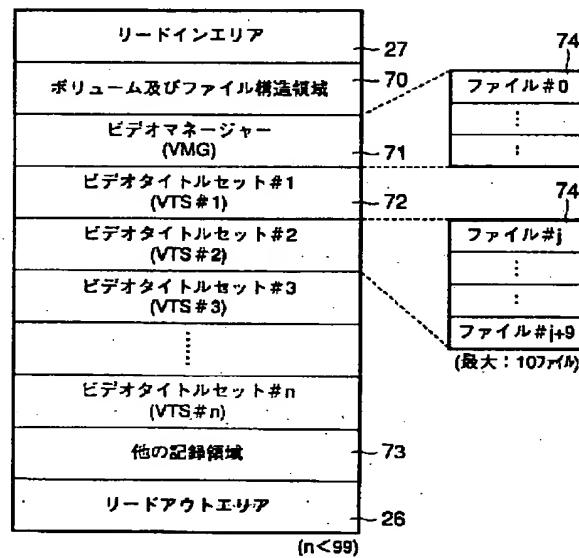 リードインエリア
27
ボリューム及びファイル構造領域
70
ビデオマネージャー
(VMG)
71
ビデオタイトルセット#1
(VTS#1)
72
ビデオタイトルセット#2
(VTS#2)
ビデオタイトルセット#3
(VTS#3)
ビデオタイトルセット#n
(VTS#n)
他の記録領域
73
リードアウトエリア
26
(n<99)
74
ファイル#0
74
ファイル#j
ファイル#j+9
(最大：10ファイル)